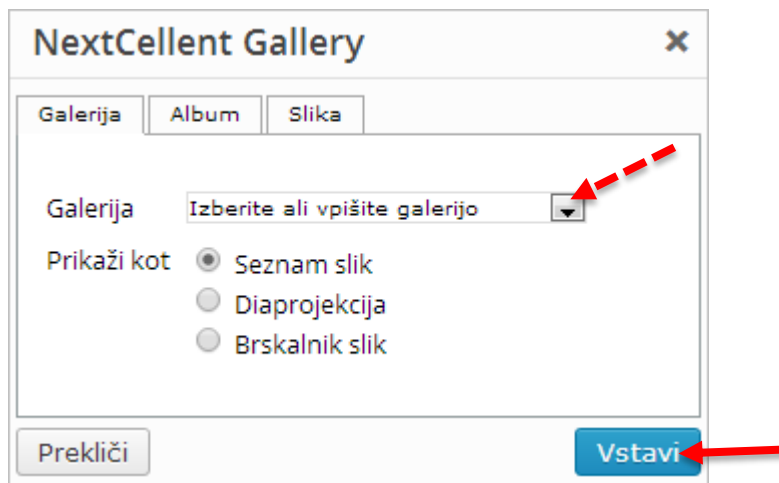 NextCellent Gallery
Galerija Album Slika
Galerija Izberite ali vpišite galerijo
Prikaži kot Seznam slik
Diaprojekcija
Brskalnik slik
Prekliči Vstavi